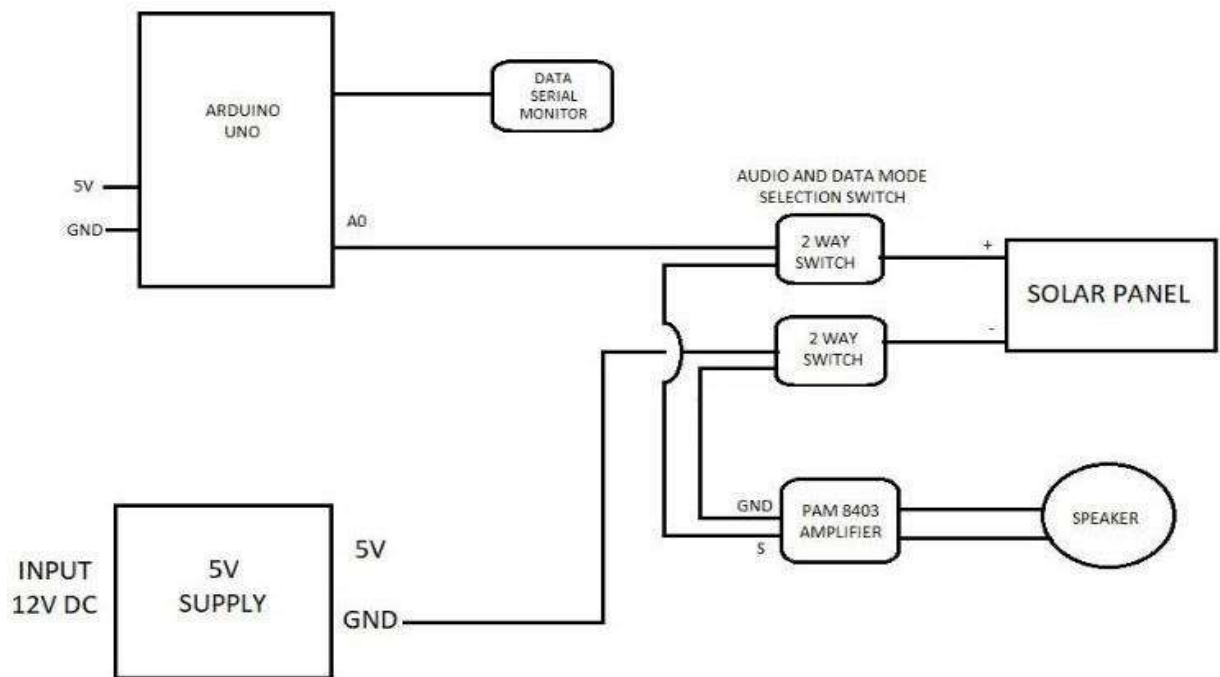 ARDUINO
UNO
5V
GND
A0
DATA
SERIAL
MONITOR
AUDIO AND DATA MODE
SELECTION SWITCH
2 WAY
SWITCH
+
SOLAR PANEL
-
2 WAY
SWITCH
GND
S
PAM 8403
AMPLIFIER
SPEAKER
INPUT
12V DC
5V
SUPPLY
5V
GND